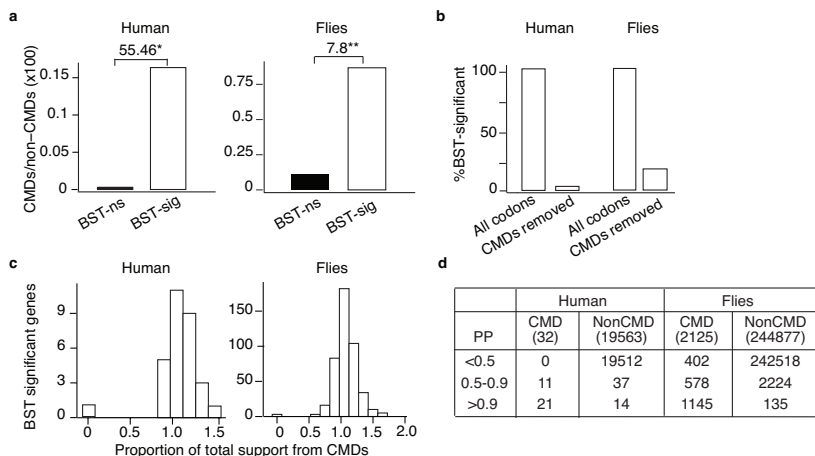 a
Human
Flies
CMDs/non–CMDs (x100)
55.46*
0.15
0.1
0.05
0
BST-ns
BST-sig
7.8**
0.75
0.5
0.25
0
BST-ns
BST-sig
b
Human
Flies
%BST-significant
100
50
0
All codons
CMDs removed
All codons
CMDs removed
c
Human
Flies
BST significant genes
9
6
3
0
0
0.5
1.0
1.5
150
100
50
0
0
0.5
1.0
1.5
2.0
Proportion of total support from CMDs
d
Human Flies
PP CMD (32) NonCMD (19563) CMD (2125) NonCMD (244877)
<0.5 0 19512 402 242518
0.5-0.9 11 37 578 2224
>0.9 21 14 1145 135